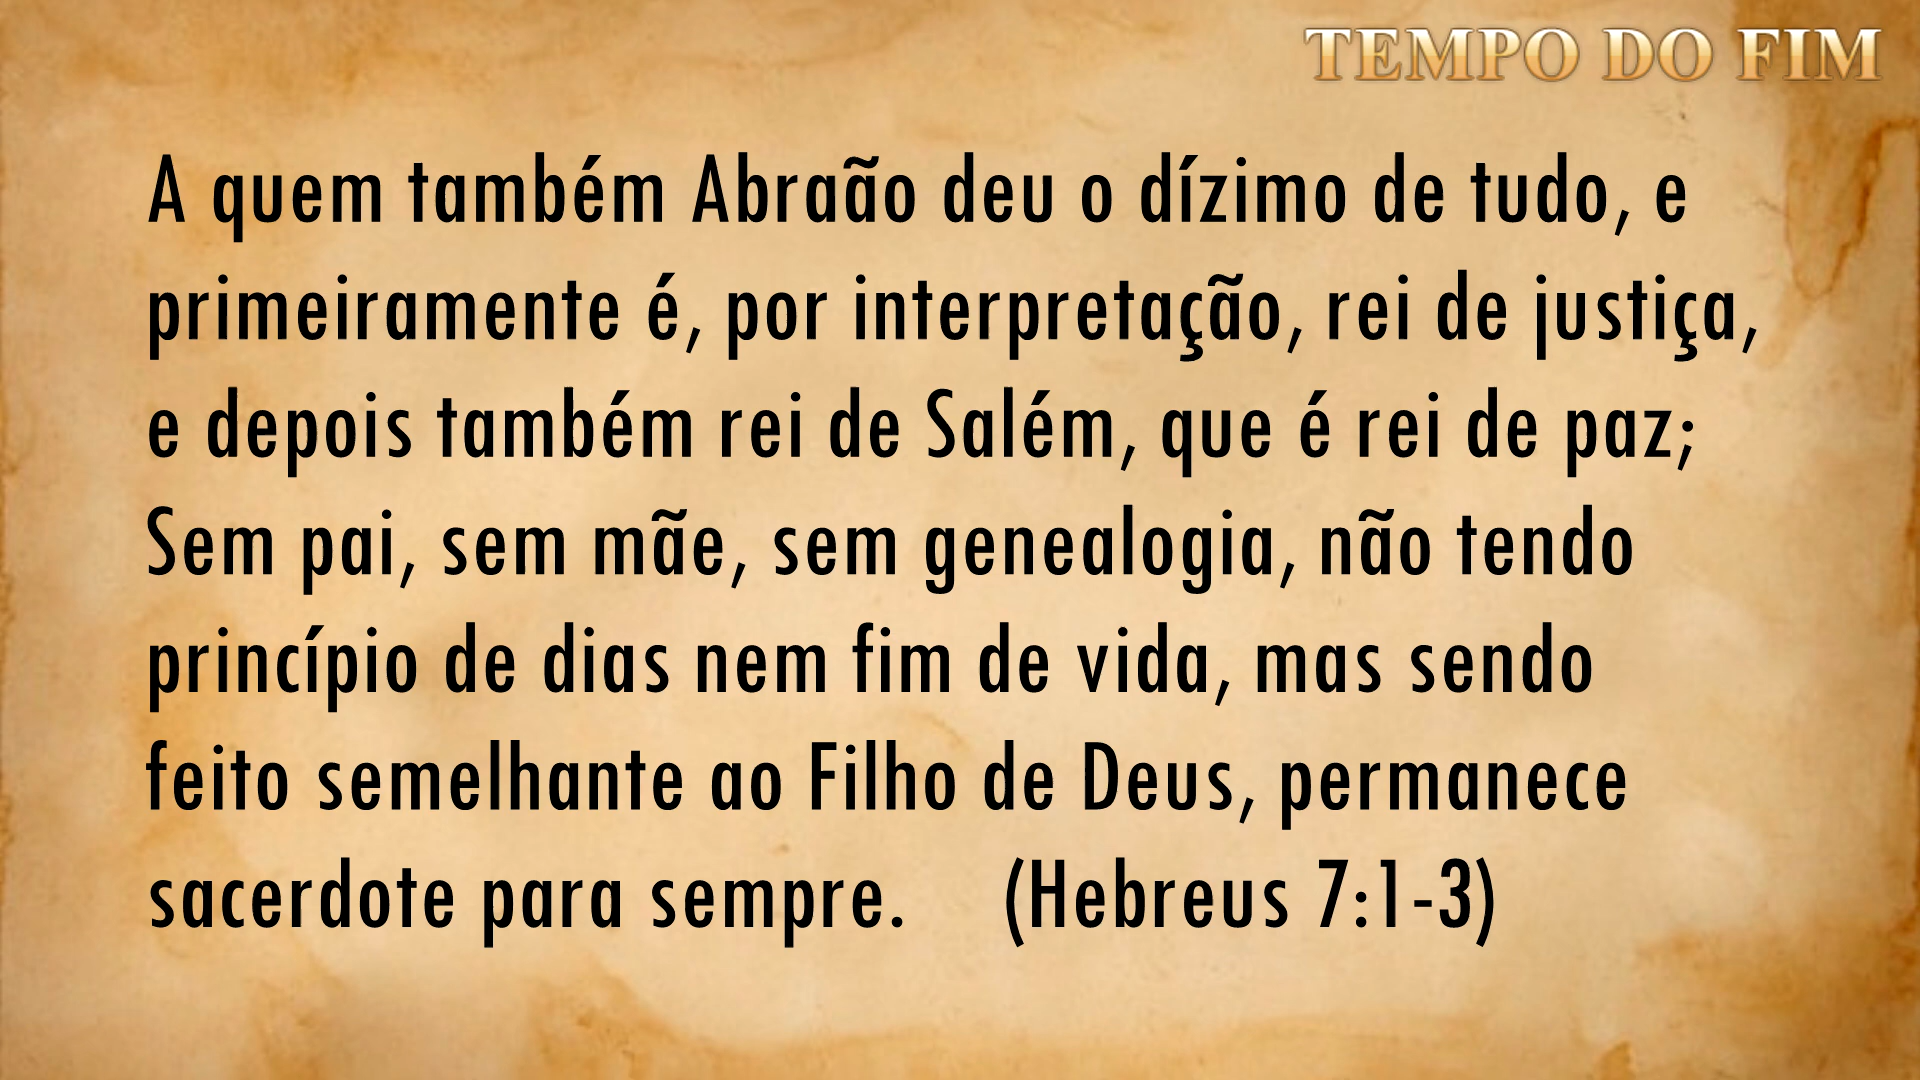 TEMPO DO FIM
A quem também Abraão deu o dízimo de tudo, e
primeiramente é, por interpretação, rei de justiça,
e depois também rei de Salém, que é rei de paz;
Sem pai, sem mãe, sem genealogia, não tendo
princípio de dias nem fim de vida, mas sendo
feito semelhante ao Filho de Deus, permanece
sacerdote para sempre. (Hebreus 7:1-3)